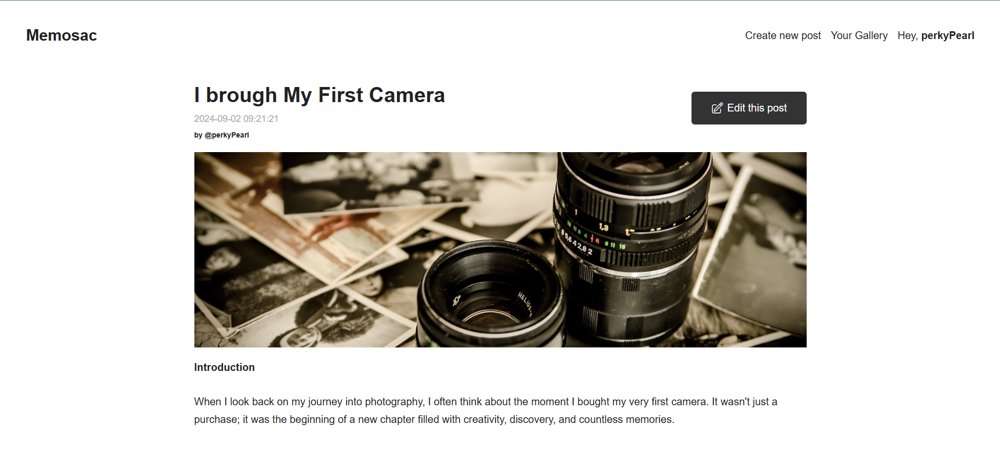 Memosac
Create new post Your Gallery Hey, perkyPearl
I brough My First Camera
Edit this post
2024-09-02 09:21:21
by @perkyPearl
1
1,3
16 11 8 4 R 8 11 16
8 5,6 4 2,8 2
HELIOS-4
Introduction
When I look back on my journey into photography, I often think about the moment I bought my very first camera. It wasn't just a
purchase; it was the beginning of a new chapter filled with creativity, discovery, and countless memories.